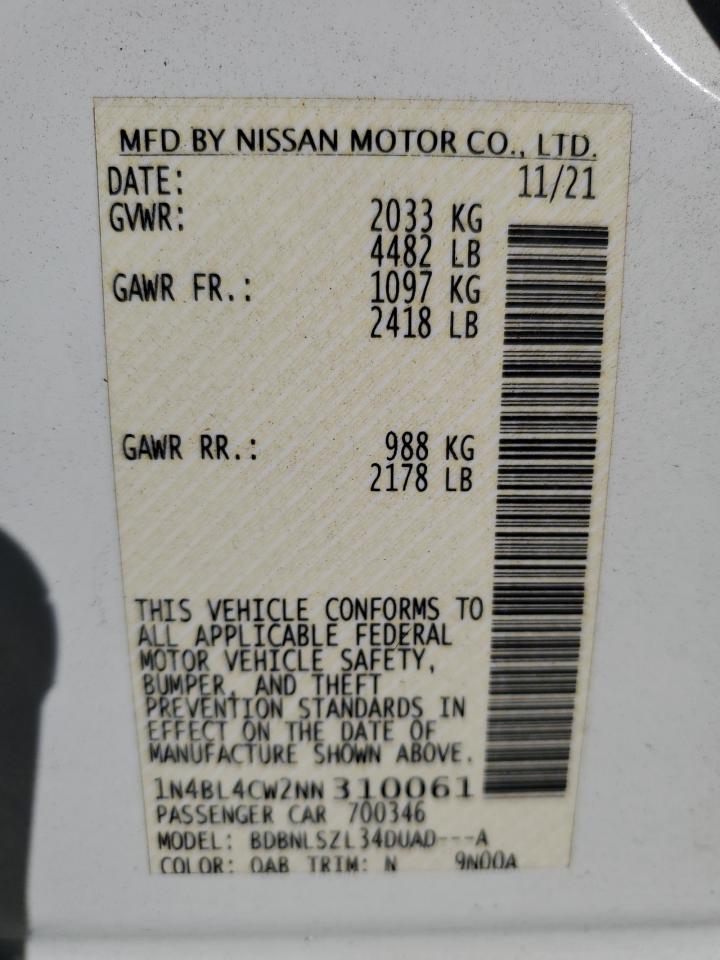 MFD BY NISSAN MOTOR CO., LTD.
DATE: 11/21
GVWR: 2033 KG
4482 LB
GAWR FR.: 1097 KG
2418 LB
GAWR RR.: 988 KG
2178 LB
THIS VEHICLE CONFORMS TO
ALL APPLICABLE FEDERAL
MOTOR VEHICLE SAFETY,
BUMPER, AND THEFT
PREVENTION STANDARDS IN
EFFECT ON THE DATE OF
MANUFACTURE SHOWN ABOVE.
1N4BL4CW2NN310061
PASSENGER CAR 700346
MODEL: BDBNLSZL34DUAD---A
COLOR: QAB TRIM: N 9N00A